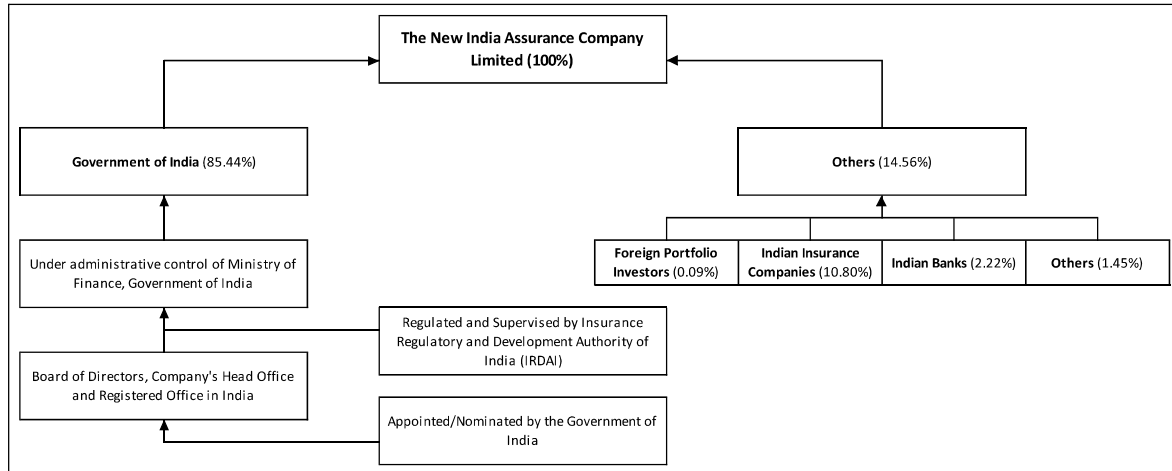 The New India Assurance Company
Limited (100%)
Government of India (85.44%)
Others (14.56%)
Under administrative control of Ministry of
Finance, Government of India
Foreign Portfolio
Investors (0.09%)
Indian Insurance
Companies (10.80%)
Indian Banks (2.22%)
Others (1.45%)
Regulated and Supervised by Insurance
Regulatory and Development Authority of
India (IRDAI)
Board of Directors, Company's Head Office
and Registered Office in India
Appointed/Nominated by the Government of
India